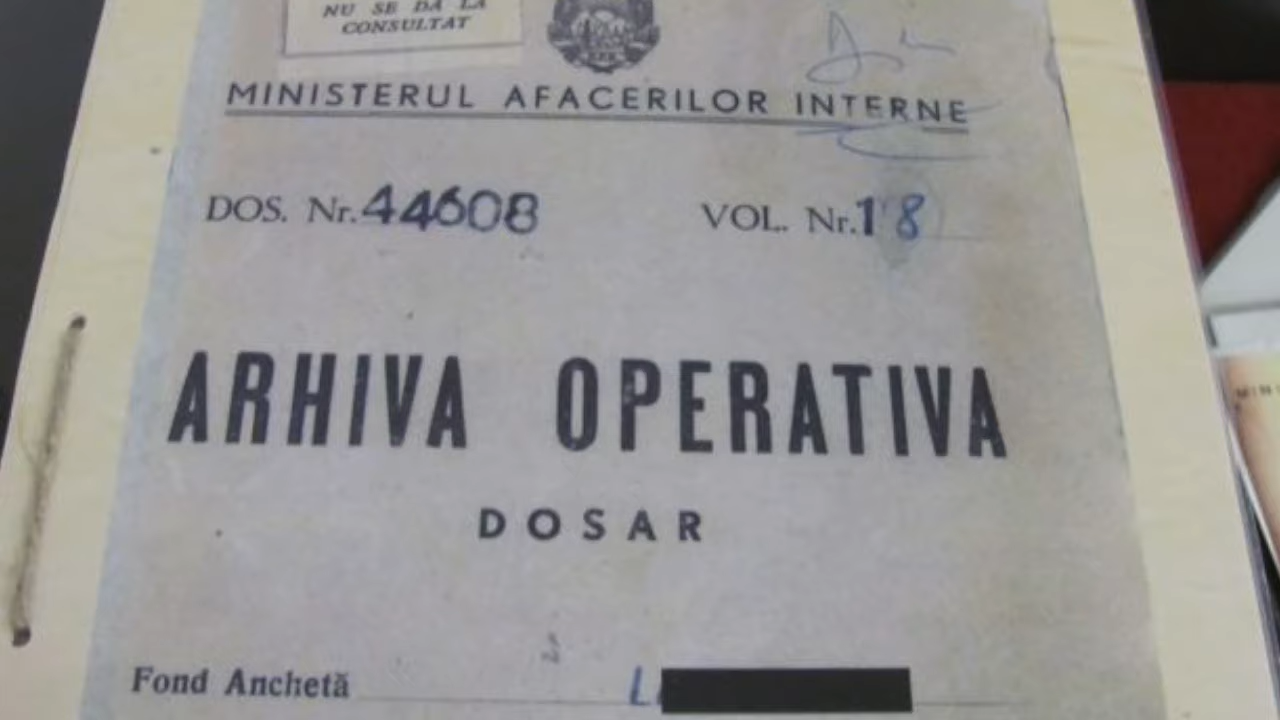 NU SE DA LA
CONSULTAT
MINISTERUL AFACERILOR INTERNE
DOS. Nr. 44608 VOL. Nr. 18
ARHIVA OPERATIVA
DOSAR
Fond Anchetă L